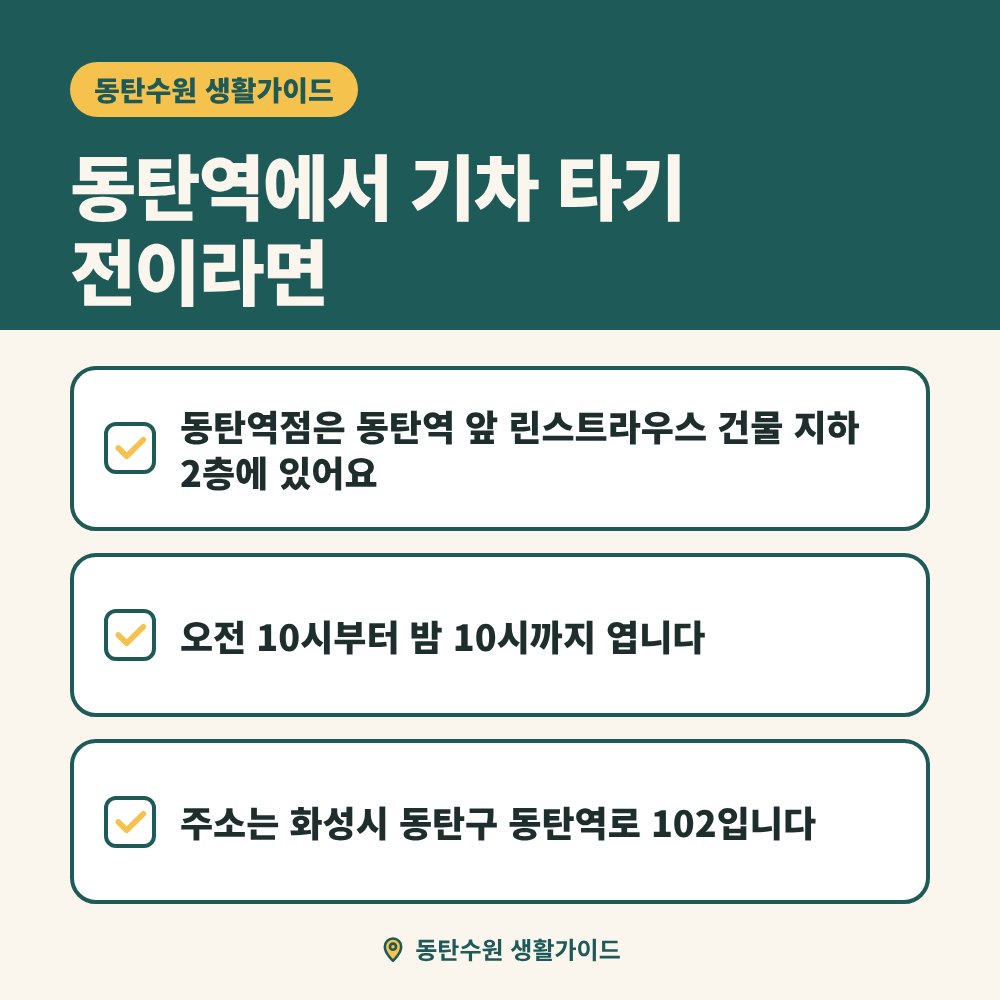 동탄수원 생활가이드
동탄역에서 기차 타기
전이라면
동탄역점은 동탄역 앞 린스트라우스 건물 지하
2층에 있어요
오전 10시부터 밤 10시까지 엽니다
주소는 화성시 동탄구 동탄역로 102입니다
동탄수원 생활가이드